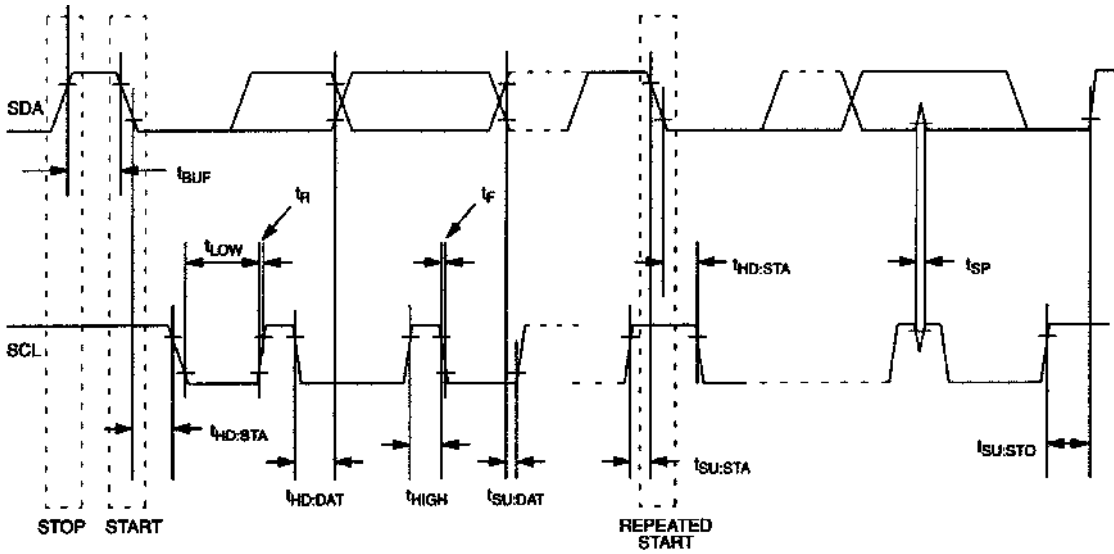 SDA
tBUF
tR
tF
tLOW
tHD:STA
tSP
SCL
tHD:STA
tHD:DAT
tHIGH
tSU:DAT
tSU:STA
tSU:STO
STOP
START
REPEATED
START